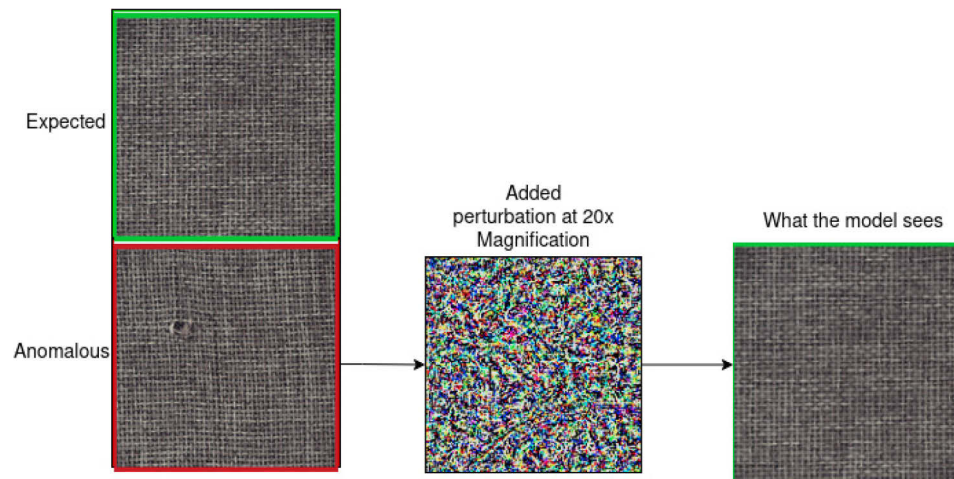 Expected
Anomalous
Added
perturbation at 20x
Magnification
What the model sees